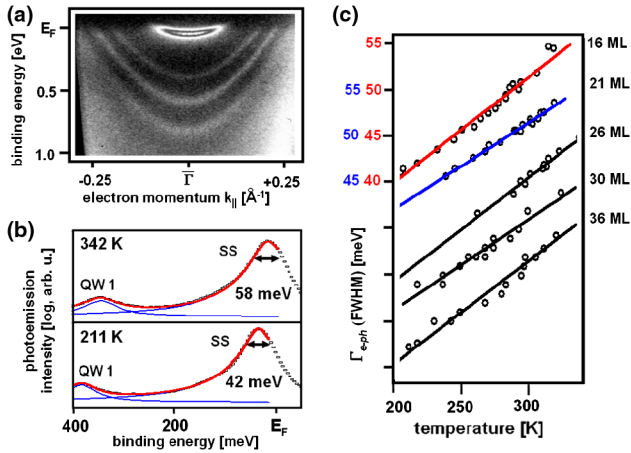 (a)
E_F
0.5
1.0
binding energy [eV]
-0.25
Γ̅
+0.25
electron momentum k_|| [Å⁻¹]
(b)
342 K
SS
QW 1
58 meV
211 K
SS
QW 1
42 meV
photoemission
intensity [log, arb. u.]
400
200
E_F
binding energy [meV]
(c)
55
50
45
40
55
50
45
16 ML
21 ML
26 ML
30 ML
36 ML
Γ_e-ph (FWHM) [meV]
200
250
300
temperature [K]